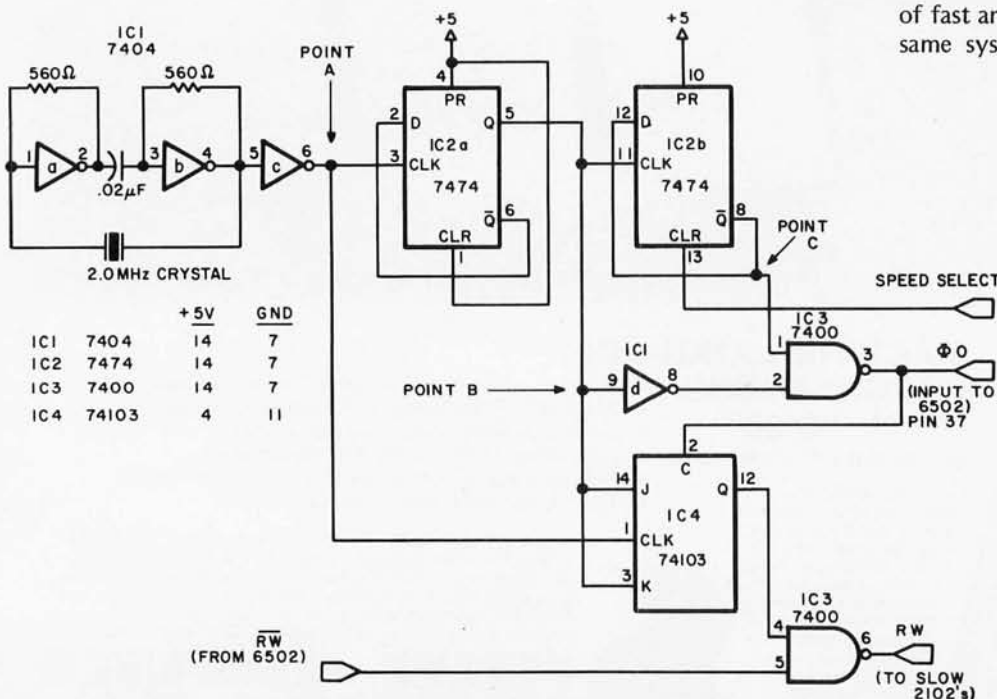 of fast an
same sys
IC1
7404
560Ω
560Ω
.02µF
1
a
2
3
b
4
5
c
6
2.0MHz CRYSTAL
POINT
A
+5
4
PR
2
D
Q
5
IC2a
3
CLK
7474
Q̅
6
CLR
1
+5
10
PR
12
D
IC2b
11
CLK
7474
Q̅
8
CLR
13
POINT
C
SPEED SELECT
+5V GND
IC1 7404 14 7
IC2 7474 14 7
IC3 7400 14 7
IC4 74103 4 11
POINT B
IC1
9
d
8
IC3
7400
1
2
3
Φ0
(INPUT TO
6502)
PIN 37
2
C
14
J
Q
12
IC4
1
CLK
74103
3
K
IC3
7400
4
5
6
R̅W̅
(FROM 6502)
RW
(TO SLOW
2102's)